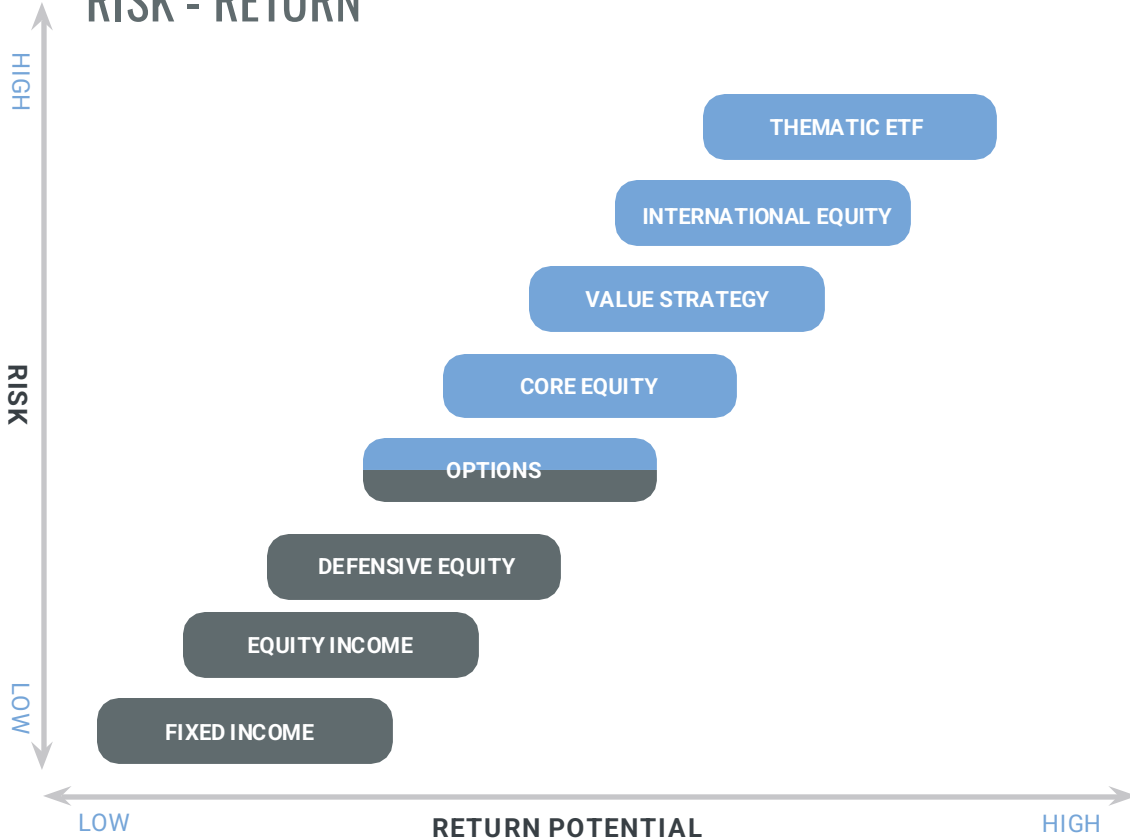 RISK - RETURN
HIGH
THEMATIC ETF
INTERNATIONAL EQUITY
VALUE STRATEGY
RISK
CORE EQUITY
OPTIONS
DEFENSIVE EQUITY
EQUITY INCOME
LOW
FIXED INCOME
LOW
RETURN POTENTIAL
HIGH